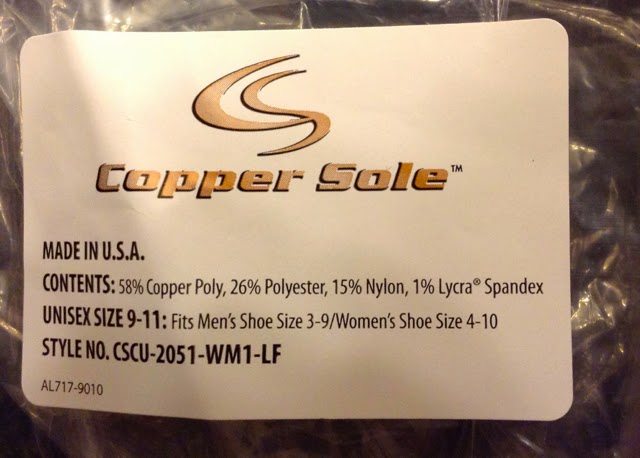 Copper Sole™
MADE IN U.S.A.
CONTENTS: 58% Copper Poly, 26% Polyester, 15% Nylon, 1% Lycra® Spandex
UNISEX SIZE 9-11: Fits Men's Shoe Size 3-9/Women's Shoe Size 4-10
STYLE NO. CSCU-2051-WM1-LF
AL717-9010